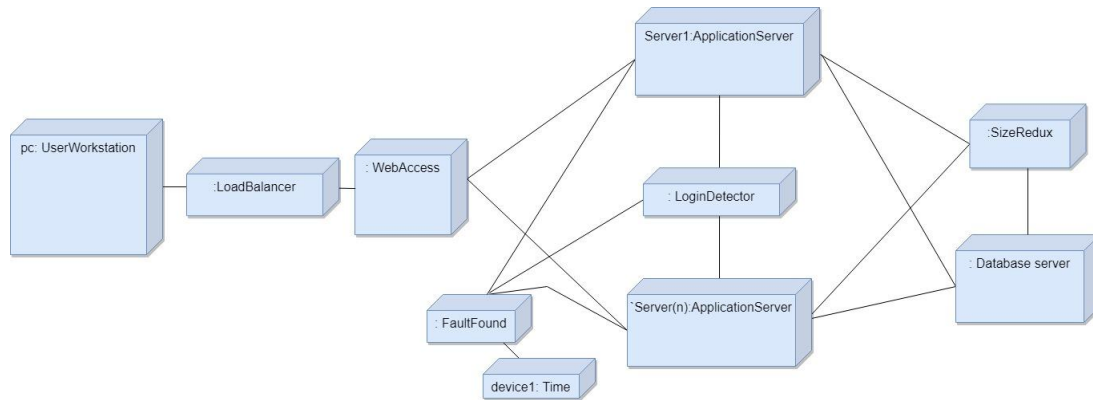 Server1:ApplicationServer
pc: UserWorkstation
:LoadBalancer
: WebAccess
: LoginDetector
:SizeRedux
: Database server
`Server(n):ApplicationServer
: FaultFound
device1: Time